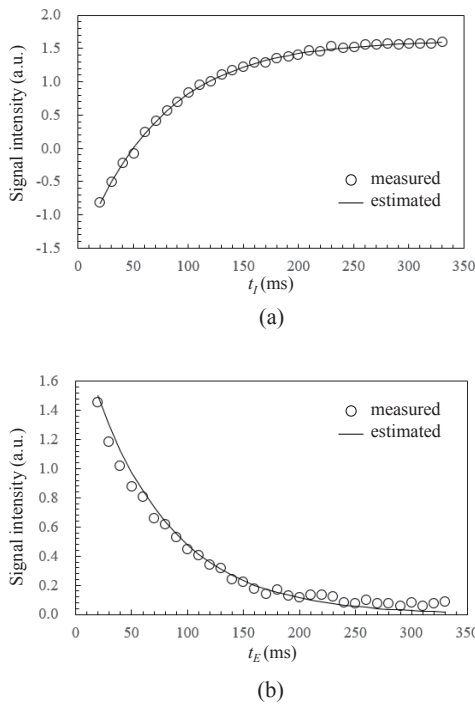 2.0
1.5
1.0
0.5
0.0
-0.5
-1.0
-1.5
Signal intensity (a.u.)
measured
estimated
0 50 100 150 200 250 300 350
t_I (ms)
(a)
1.6
1.4
1.2
1.0
0.8
0.6
0.4
0.2
0.0
Signal intensity (a.u.)
measured
estimated
0 50 100 150 200 250 300 350
t_E (ms)
(b)